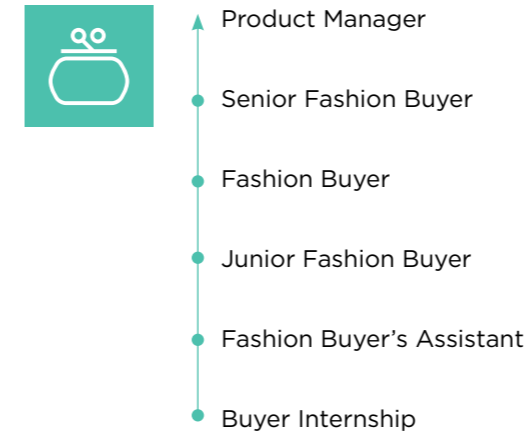 Product Manager
Senior Fashion Buyer
Fashion Buyer
Junior Fashion Buyer
Fashion Buyer’s Assistant
Buyer Internship